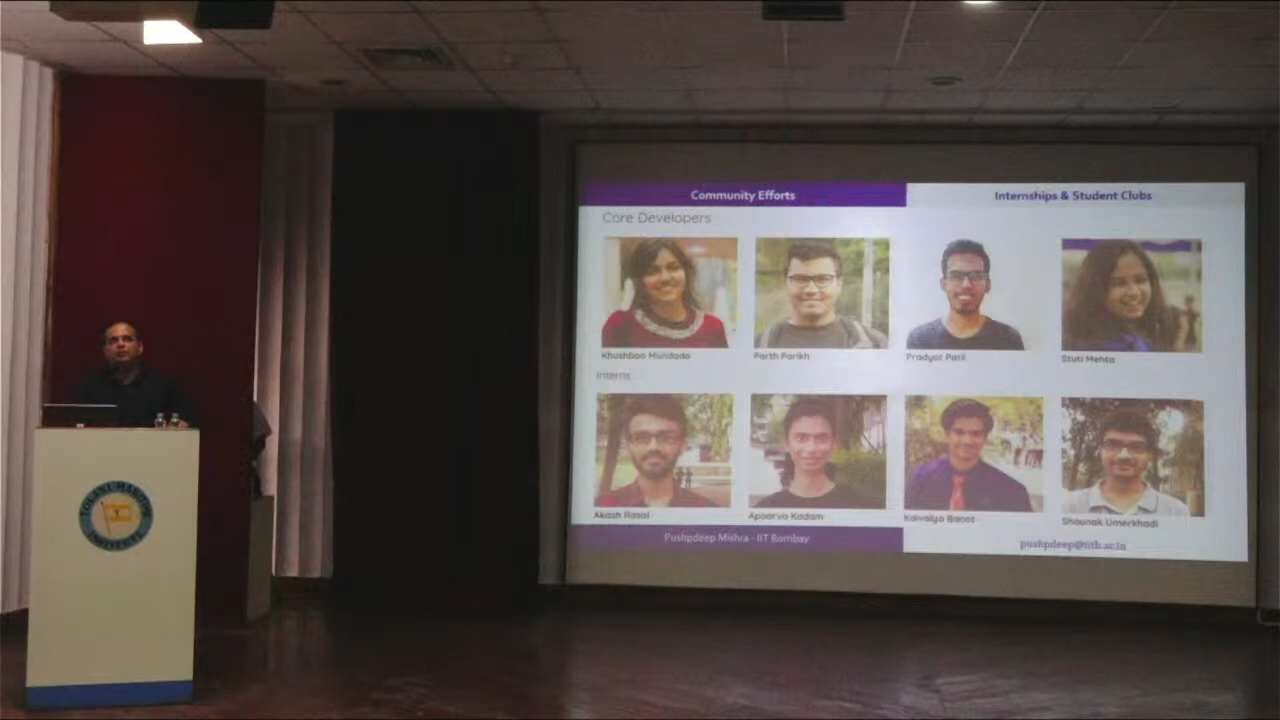 Community Efforts
Internships & Student Clubs
Core Developers
Khushboo Mundada
Parth Parikh
Pradyot Patil
Stuti Mehta
Interns
Akash Rasal
Apoorva Kadam
Kaivalya
Shaunak Umerkhadi
Pushpdeep Mishra - IIT Bombay
pushpdeep@iitb.ac.in